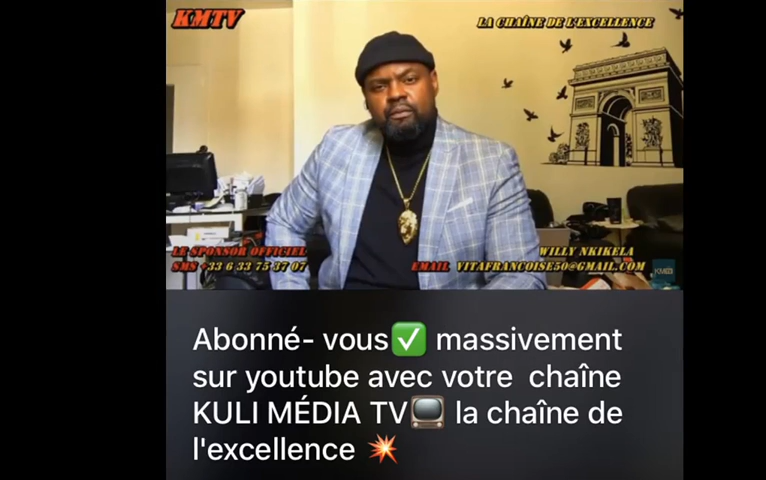 KMTV
LA CHAÎNE DE L'EXCELLENCE
LE SPONSOR OFFICIEL
SMS +33 6 33 75 37 07
WILLY NKIKELA
EMAIL VITAFRANCOISE50@GMAIL.COM
Abonné- vous✅ massivement
sur youtube avec votre chaîne
KULI MÉDIA TV📺 la chaîne de
l'excellence 💥